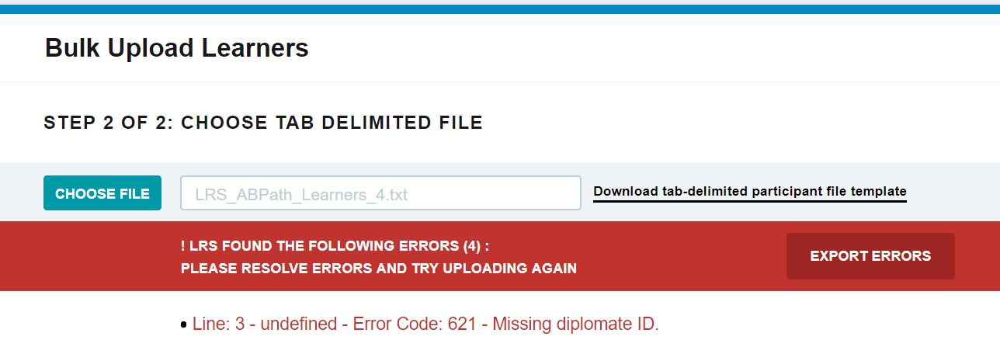 Bulk Upload Learners
STEP 2 OF 2: CHOOSE TAB DELIMITED FILE
CHOOSE FILE LRS_ABPath_Learners_4.txt Download tab-delimited participant file template
! LRS FOUND THE FOLLOWING ERRORS (4) :
PLEASE RESOLVE ERRORS AND TRY UPLOADING AGAIN
EXPORT ERRORS
• Line: 3 - undefined - Error Code: 621 - Missing diplomate ID.